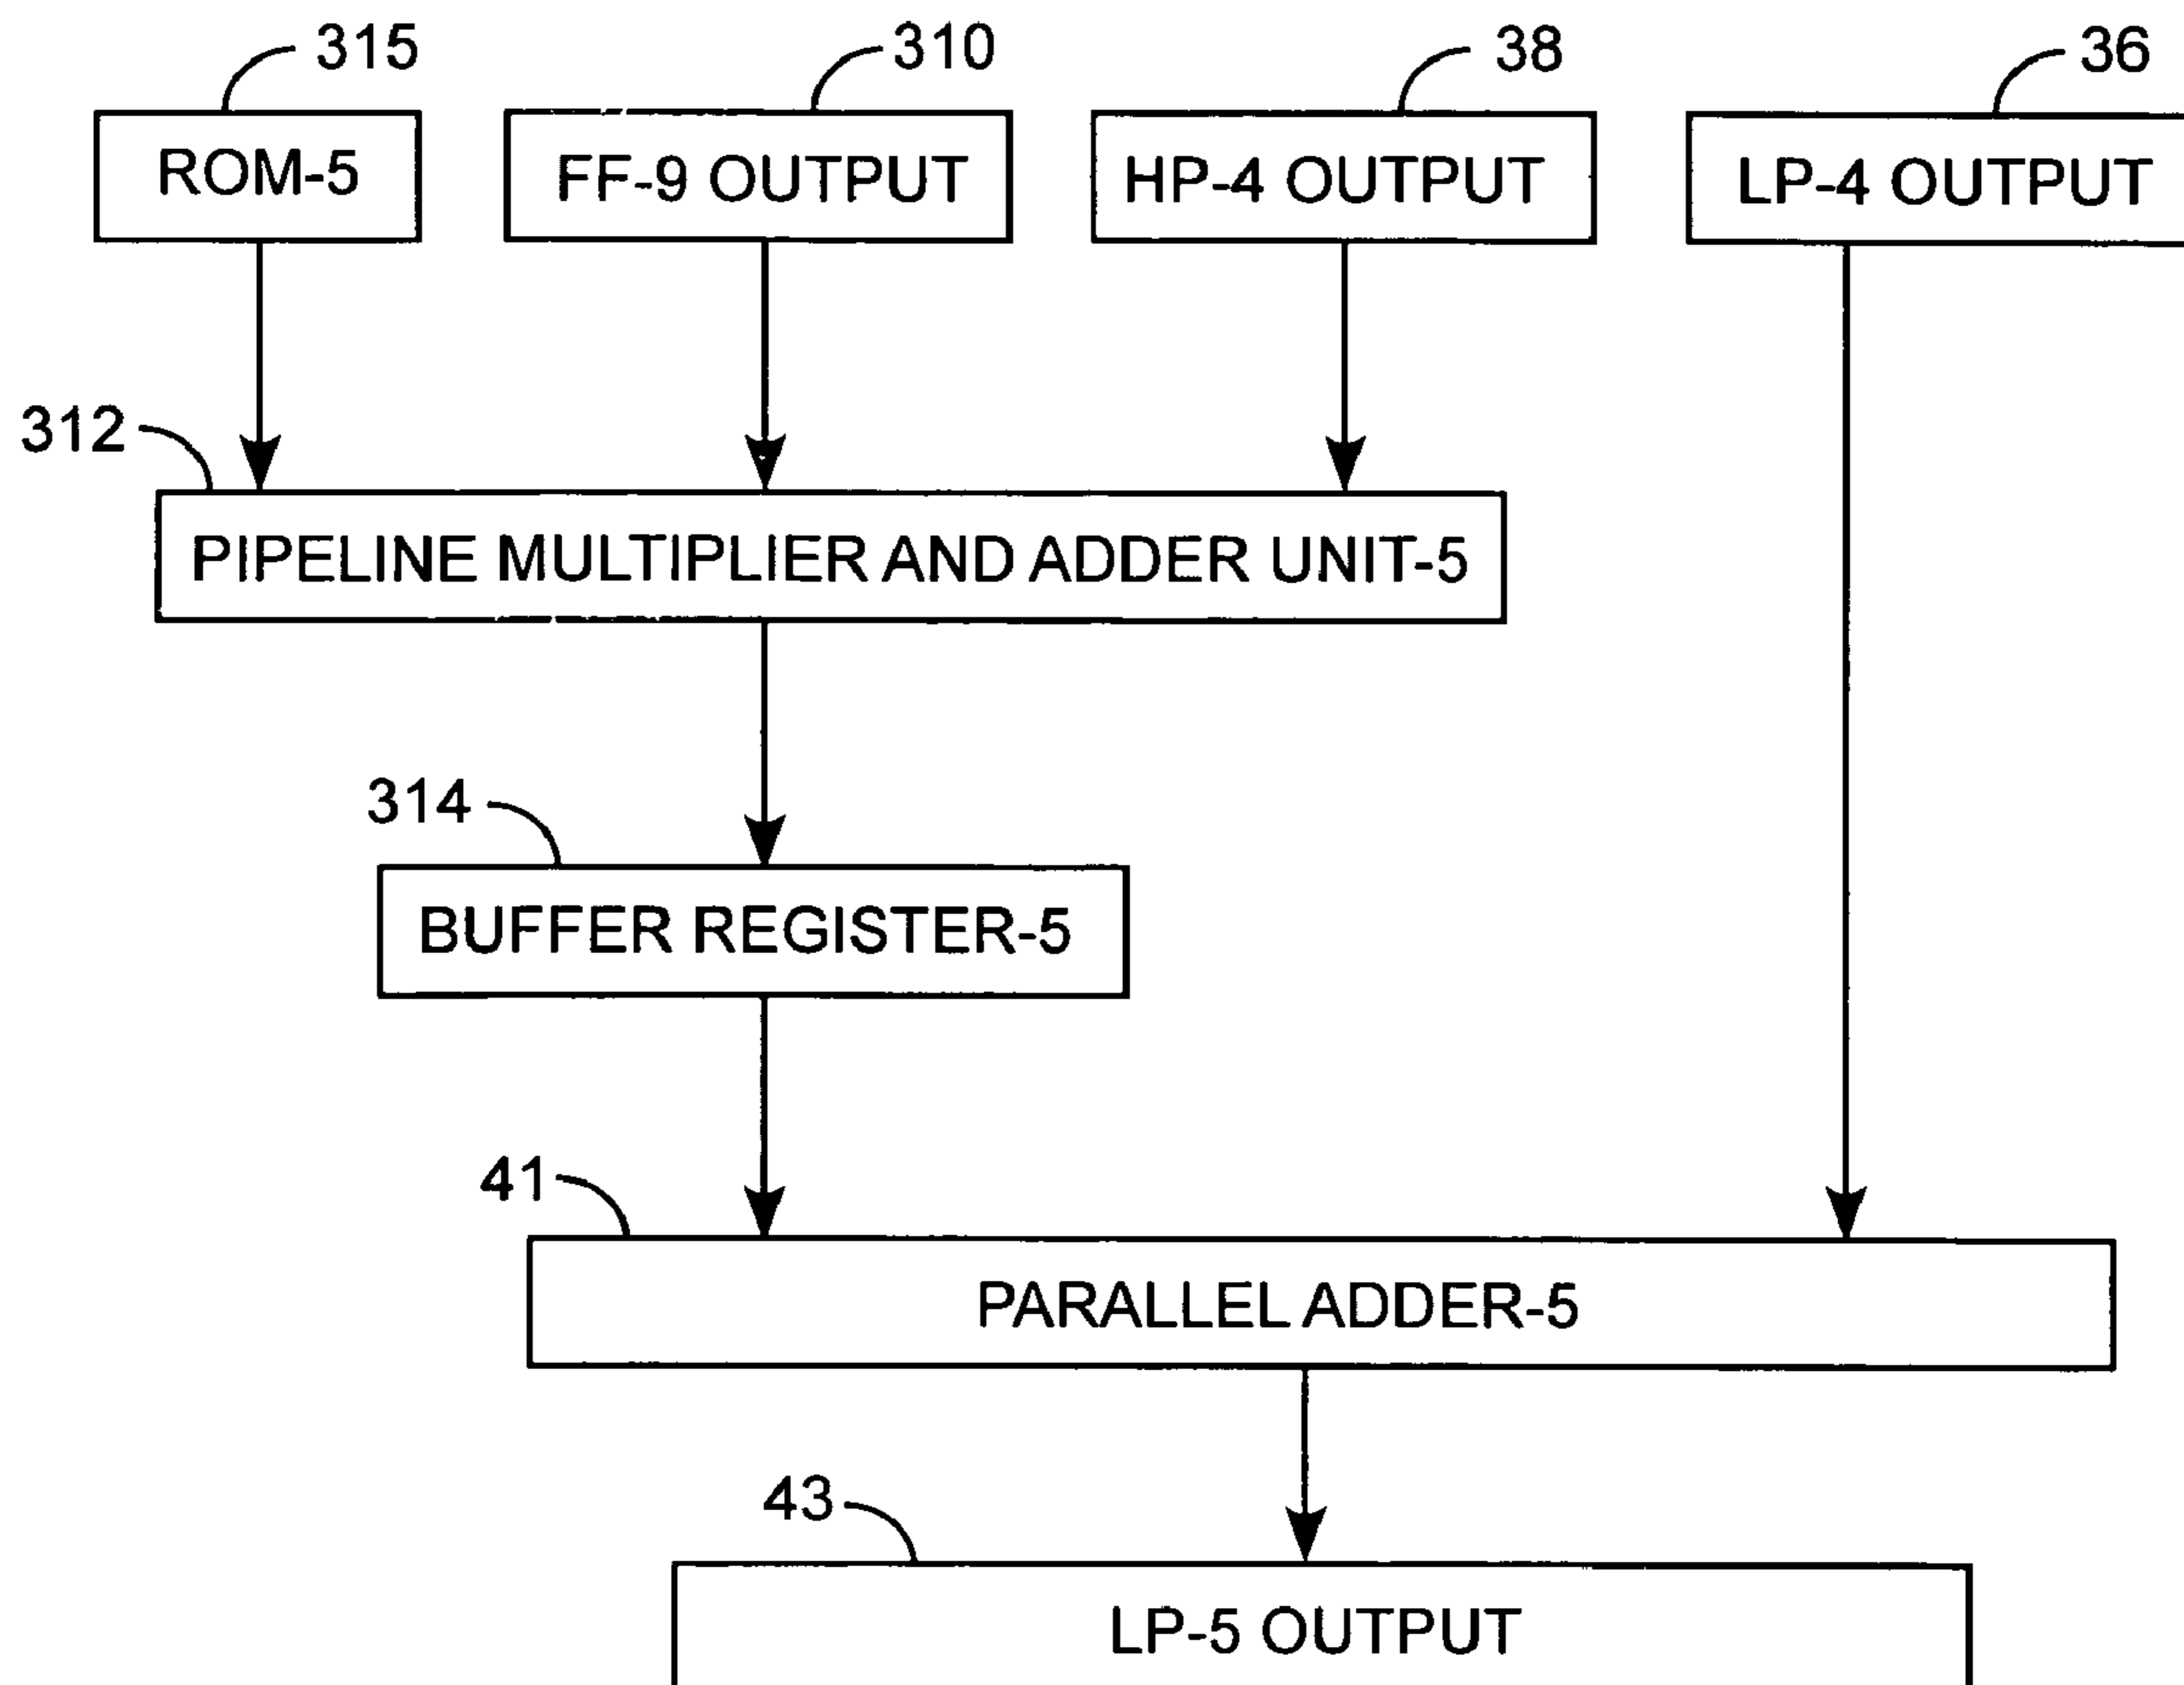 315 310 38 36
ROM-5 FF-9 OUTPUT HP-4 OUTPUT LP-4 OUTPUT
312
PIPELINE MULTIPLIER AND ADDER UNIT-5
314
BUFFER REGISTER-5
41
PARALLEL ADDER-5
43
LP-5 OUTPUT